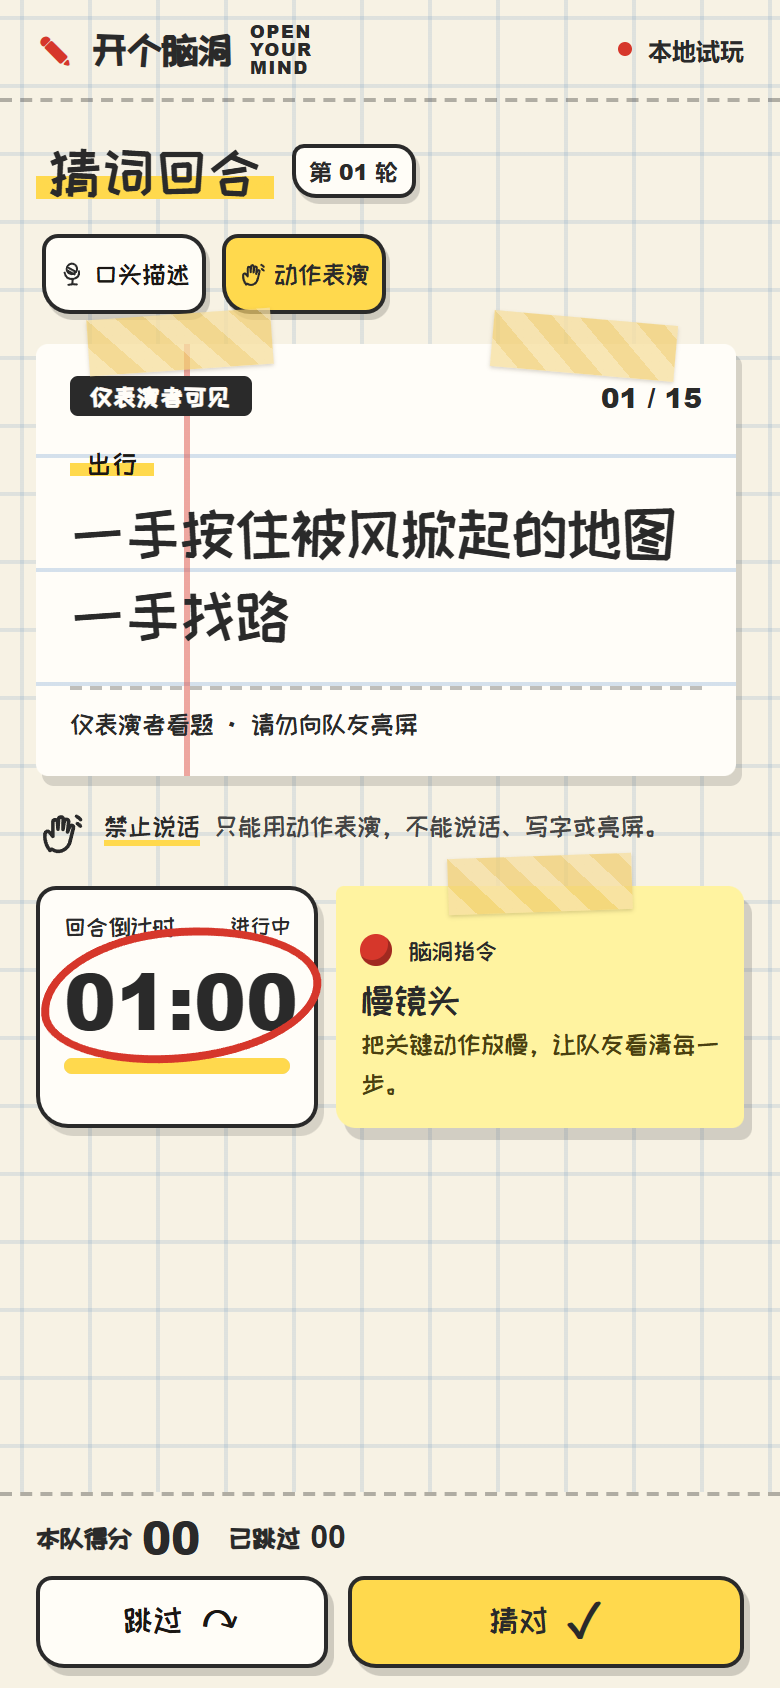 开个脑洞
OPEN
YOUR
MIND
本地试玩
猜词回合
第 01 轮
口头描述
动作表演
仅表演者可见
01 / 15
出行
一手按住被风掀起的地图
一手找路
仅表演者看题 · 请勿向队友亮屏
禁止说话 只能用动作表演，不能说话、写字或亮屏。
回合倒计时 进行中
01:00
脑洞指令
慢镜头
把关键动作放慢，让队友看清每一
步。
本队得分 00 已跳过 00
跳过
猜对